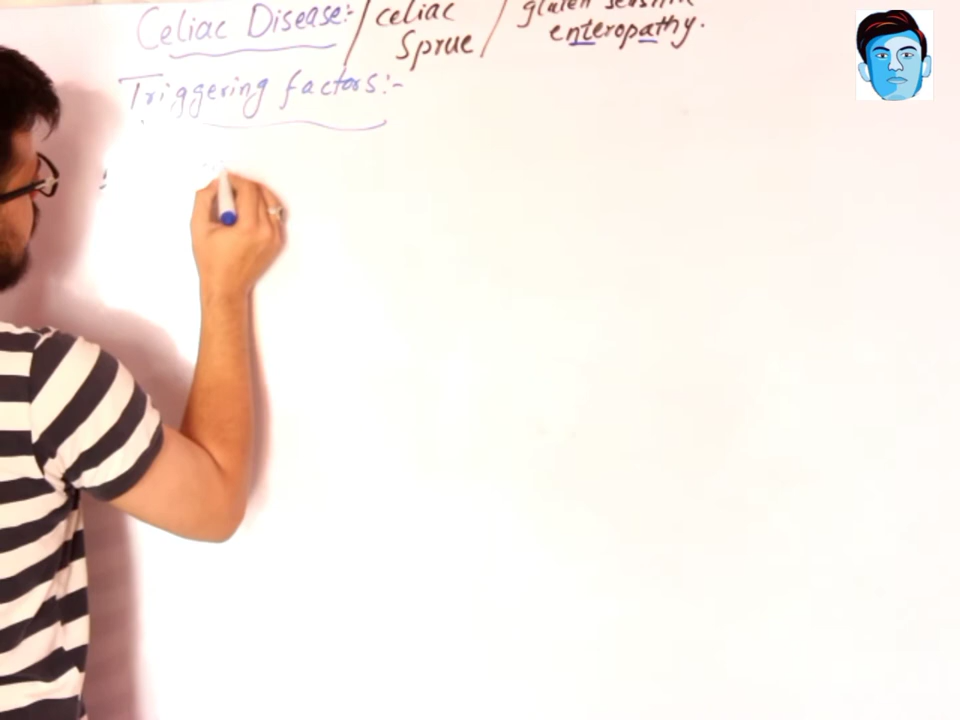 Celiac Disease:- / celiac Sprue / gluten sensitive enteropathy.
Triggering factors:-